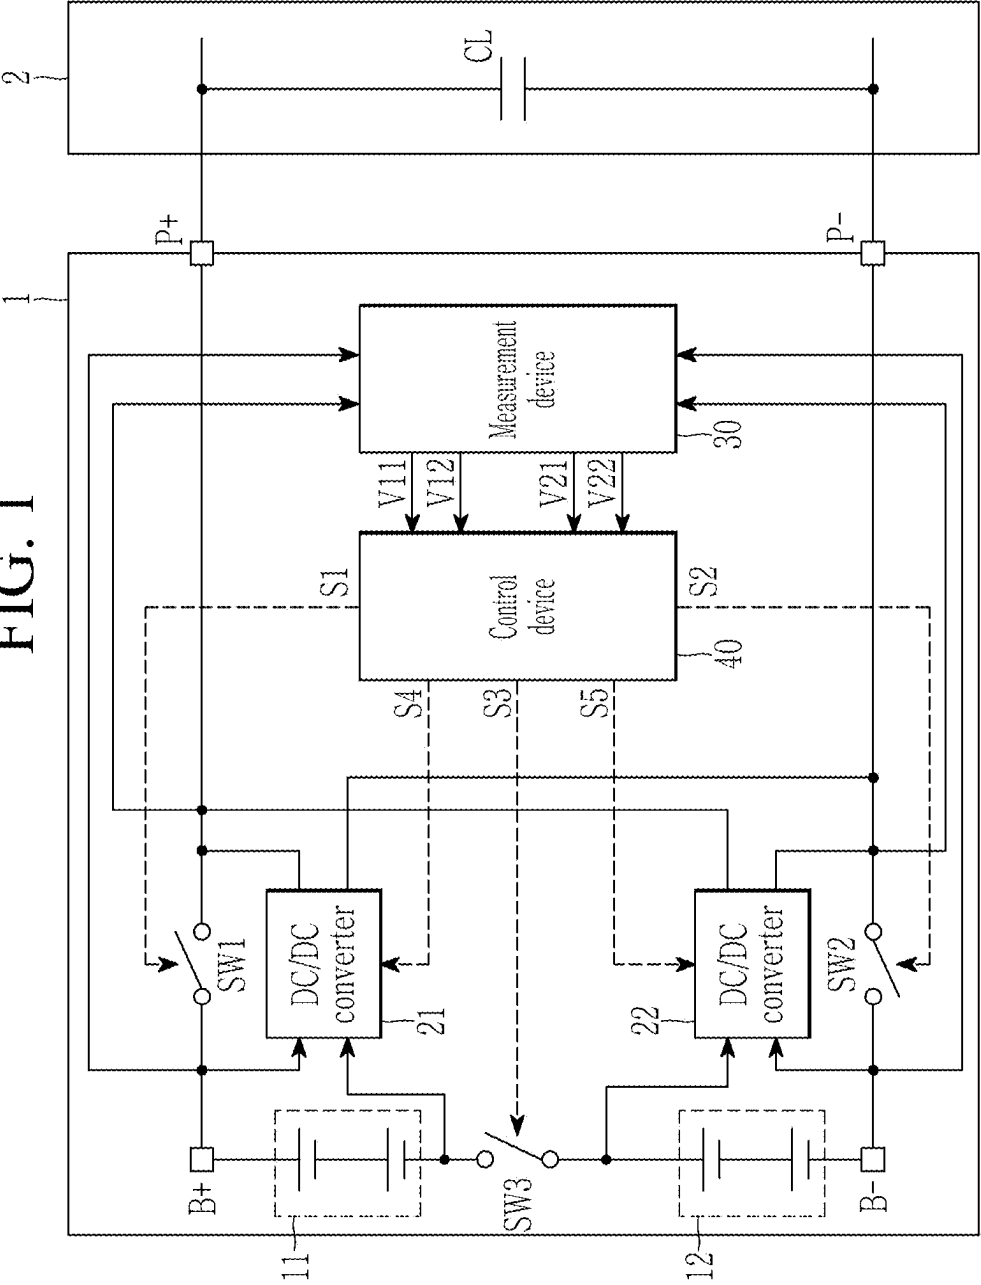 FIG. 1
1
2
B+
SW1
P+
S1
11
DC/DC
converter
21
S4
V11
V12
SW3
S3
Control
device
Measurement
device
CL
S5
V21
V22
40
30
12
22
DC/DC
converter
S2
B-
SW2
P-